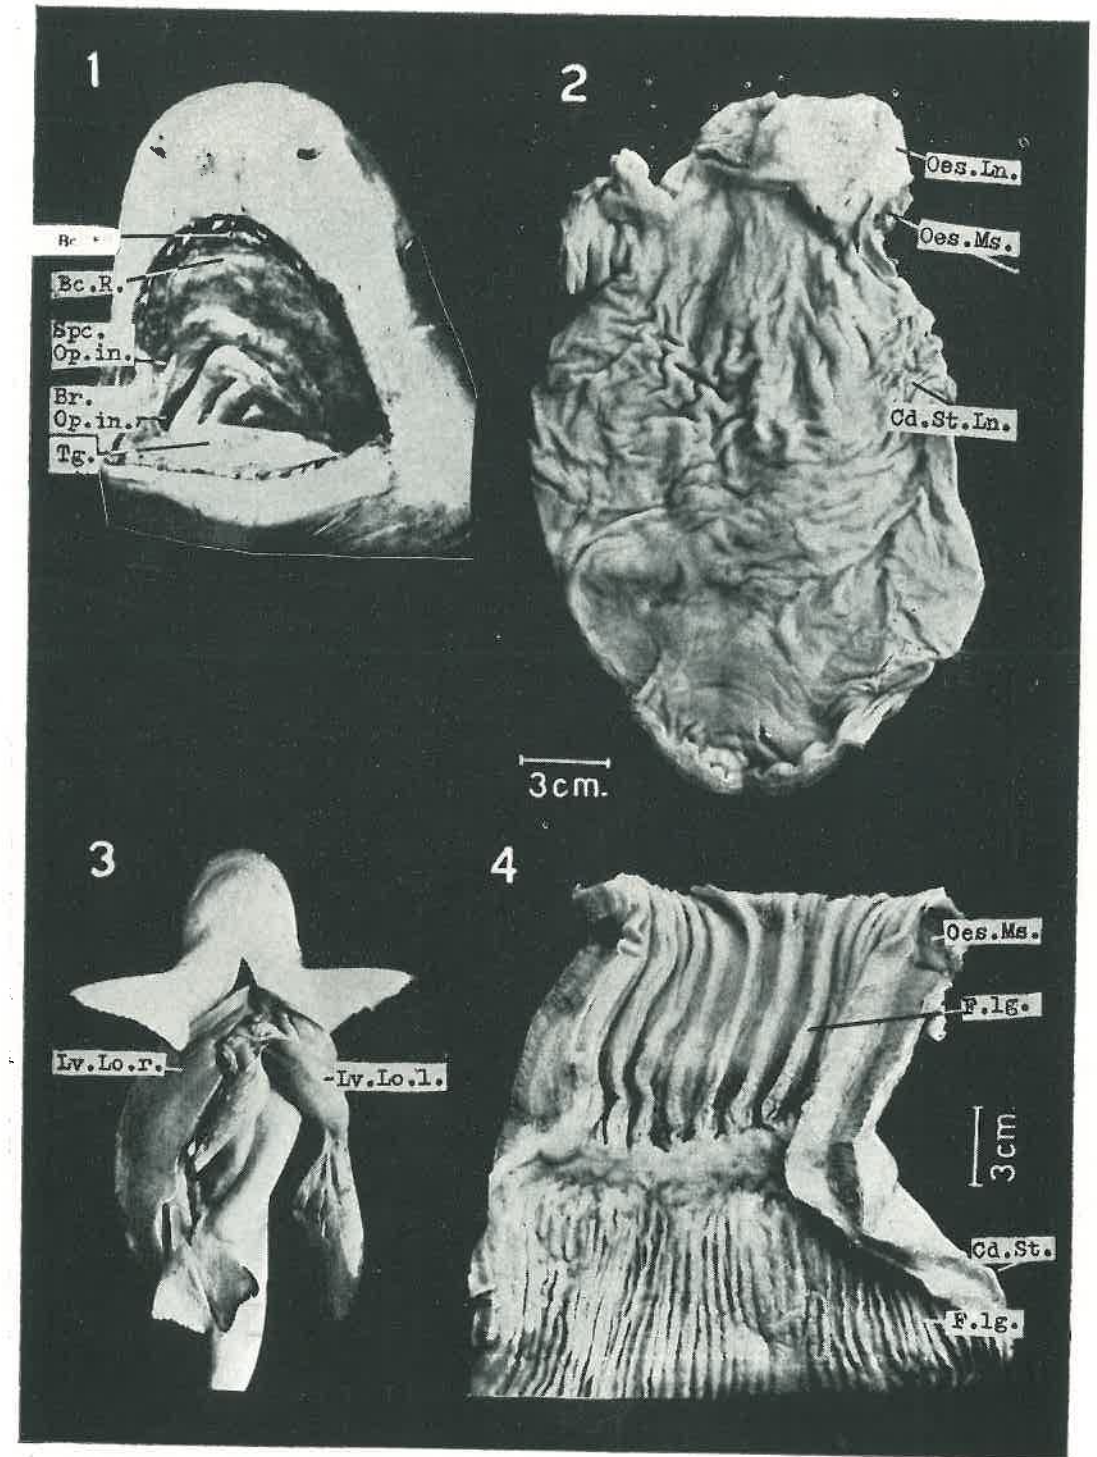 1
Bc.
Bc.R.
Spc.
Op.in.
Br.
Op.in.
Tg.
2
Oes.Ln.
Oes.Ms.
Cd.St.Ln.
3cm.
3
Lv.Lo.r.
Lv.Lo.l.
4
Oes.Ms.
F.lg.
3cm
Cd.St.
F.lg.